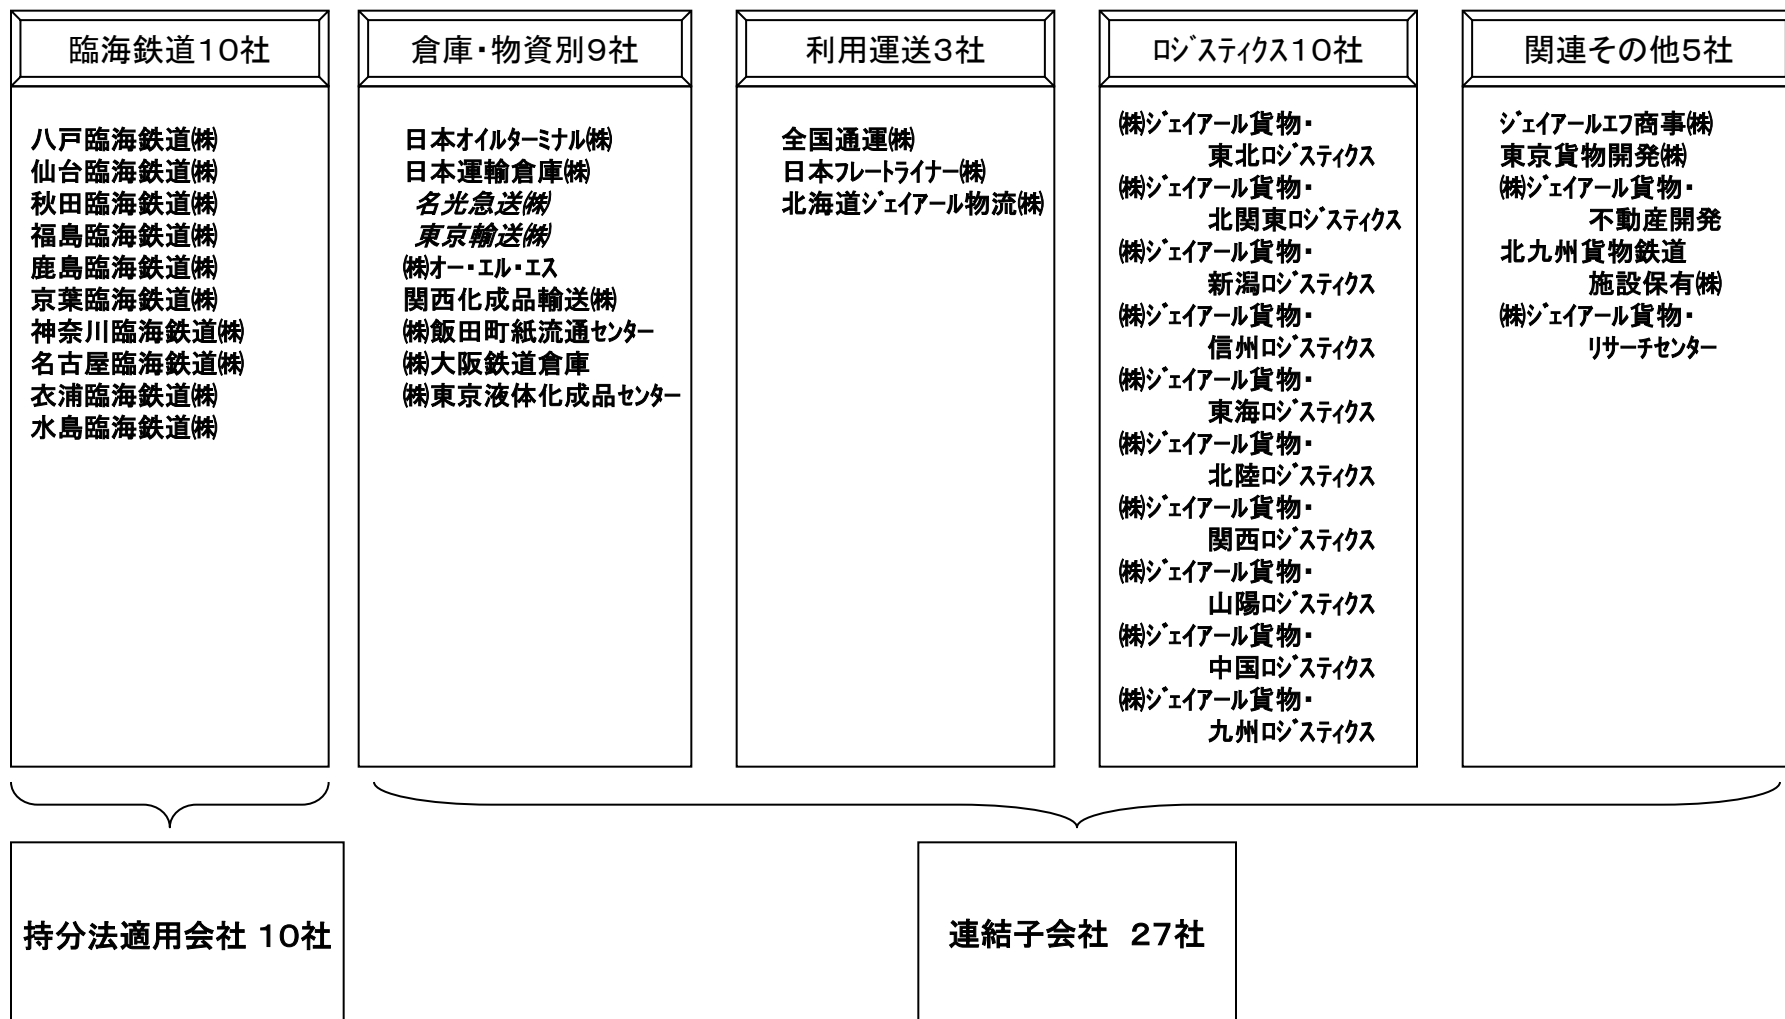 臨海鉄道10社
八戸臨海鉄道㈱
仙台臨海鉄道㈱
秋田臨海鉄道㈱
福島臨海鉄道㈱
鹿島臨海鉄道㈱
京葉臨海鉄道㈱
神奈川臨海鉄道㈱
名古屋臨海鉄道㈱
衣浦臨海鉄道㈱
水島臨海鉄道㈱
倉庫・物資別9社
日本オイルターミナル㈱
日本運輸倉庫㈱
名光急送㈱
東京輸送㈱
㈱オー・エル・エス
関西化成品輸送㈱
㈱飯田町紙流通センター
㈱大阪鉄道倉庫
㈱東京液体化成品センター
利用運送3社
全国通運㈱
日本フレートライナー㈱
北海道ジェイアール物流㈱
ロジスティクス10社
㈱ジェイアール貨物・
東北ロジスティクス
㈱ジェイアール貨物・
北関東ロジスティクス
㈱ジェイアール貨物・
新潟ロジスティクス
㈱ジェイアール貨物・
信州ロジスティクス
㈱ジェイアール貨物・
東海ロジスティクス
㈱ジェイアール貨物・
北陸ロジスティクス
㈱ジェイアール貨物・
関西ロジスティクス
㈱ジェイアール貨物・
山陽ロジスティクス
㈱ジェイアール貨物・
中国ロジスティクス
㈱ジェイアール貨物・
九州ロジスティクス
関連その他5社
ジェイアールエフ商事㈱
東京貨物開発㈱
㈱ジェイアール貨物・
不動産開発
北九州貨物鉄道
施設保有㈱
㈱ジェイアール貨物・
リサーチセンター
持分法適用会社 10社
連結子会社　27社